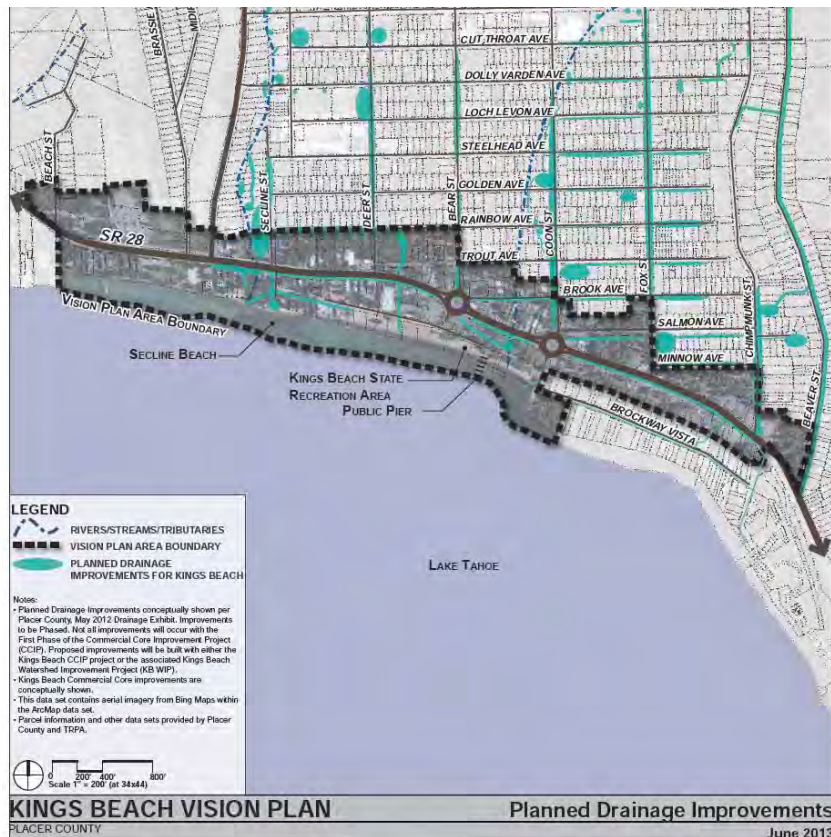 CUT THROAT AVE
DOLLY VARDEN AVE
LOCH LEVON AVE
STEELHEAD AVE
GOLDEN AVE
RAINBOW AVE
TROUT AVE
BROOK AVE
SALMON AVE
MINNOW AVE
BRASSIE A
MIDI
BEACH ST
SECLINE ST
DEER ST
BEAR ST
COON ST
FOX ST
CHIPMUNK ST
BEAVER ST
SR 28
VISION PLAN AREA BOUNDARY
SECLINE BEACH
KINGS BEACH STATE
RECREATION AREA
PUBLIC PIER
BROCKWAY VISTA
LAKE TAHOE
LEGEND
RIVERS/STREAMS/TRIBUTARIES
VISION PLAN AREA BOUNDARY
PLANNED DRAINAGE
IMPROVEMENTS FOR KINGS BEACH
Notes:
• Planned Drainage Improvements conceptually shown per
Placer County, May 2012 Drainage Exhibit. Improvements
to be Phased. Not all improvements will occur with the
First Phase of the Commercial Core Improvement Project
(CCIP). Proposed improvements will be built with either the
Kings Beach CCIP project or the associated Kings Beach
Watershed Improvement Project (KB WIP).
• Kings Beach Commercial Core improvements are
conceptually shown.
• This data set contains aerial imagery from Bing Maps within
the ArcMap data set.
• Parcel information and other data sets provided by Placer
County and TRPA.
0 200' 400' 800'
Scale 1" = 200' (at 34x44)
KINGS BEACH VISION PLAN
Planned Drainage Improvements
PLACER COUNTY
June 2013